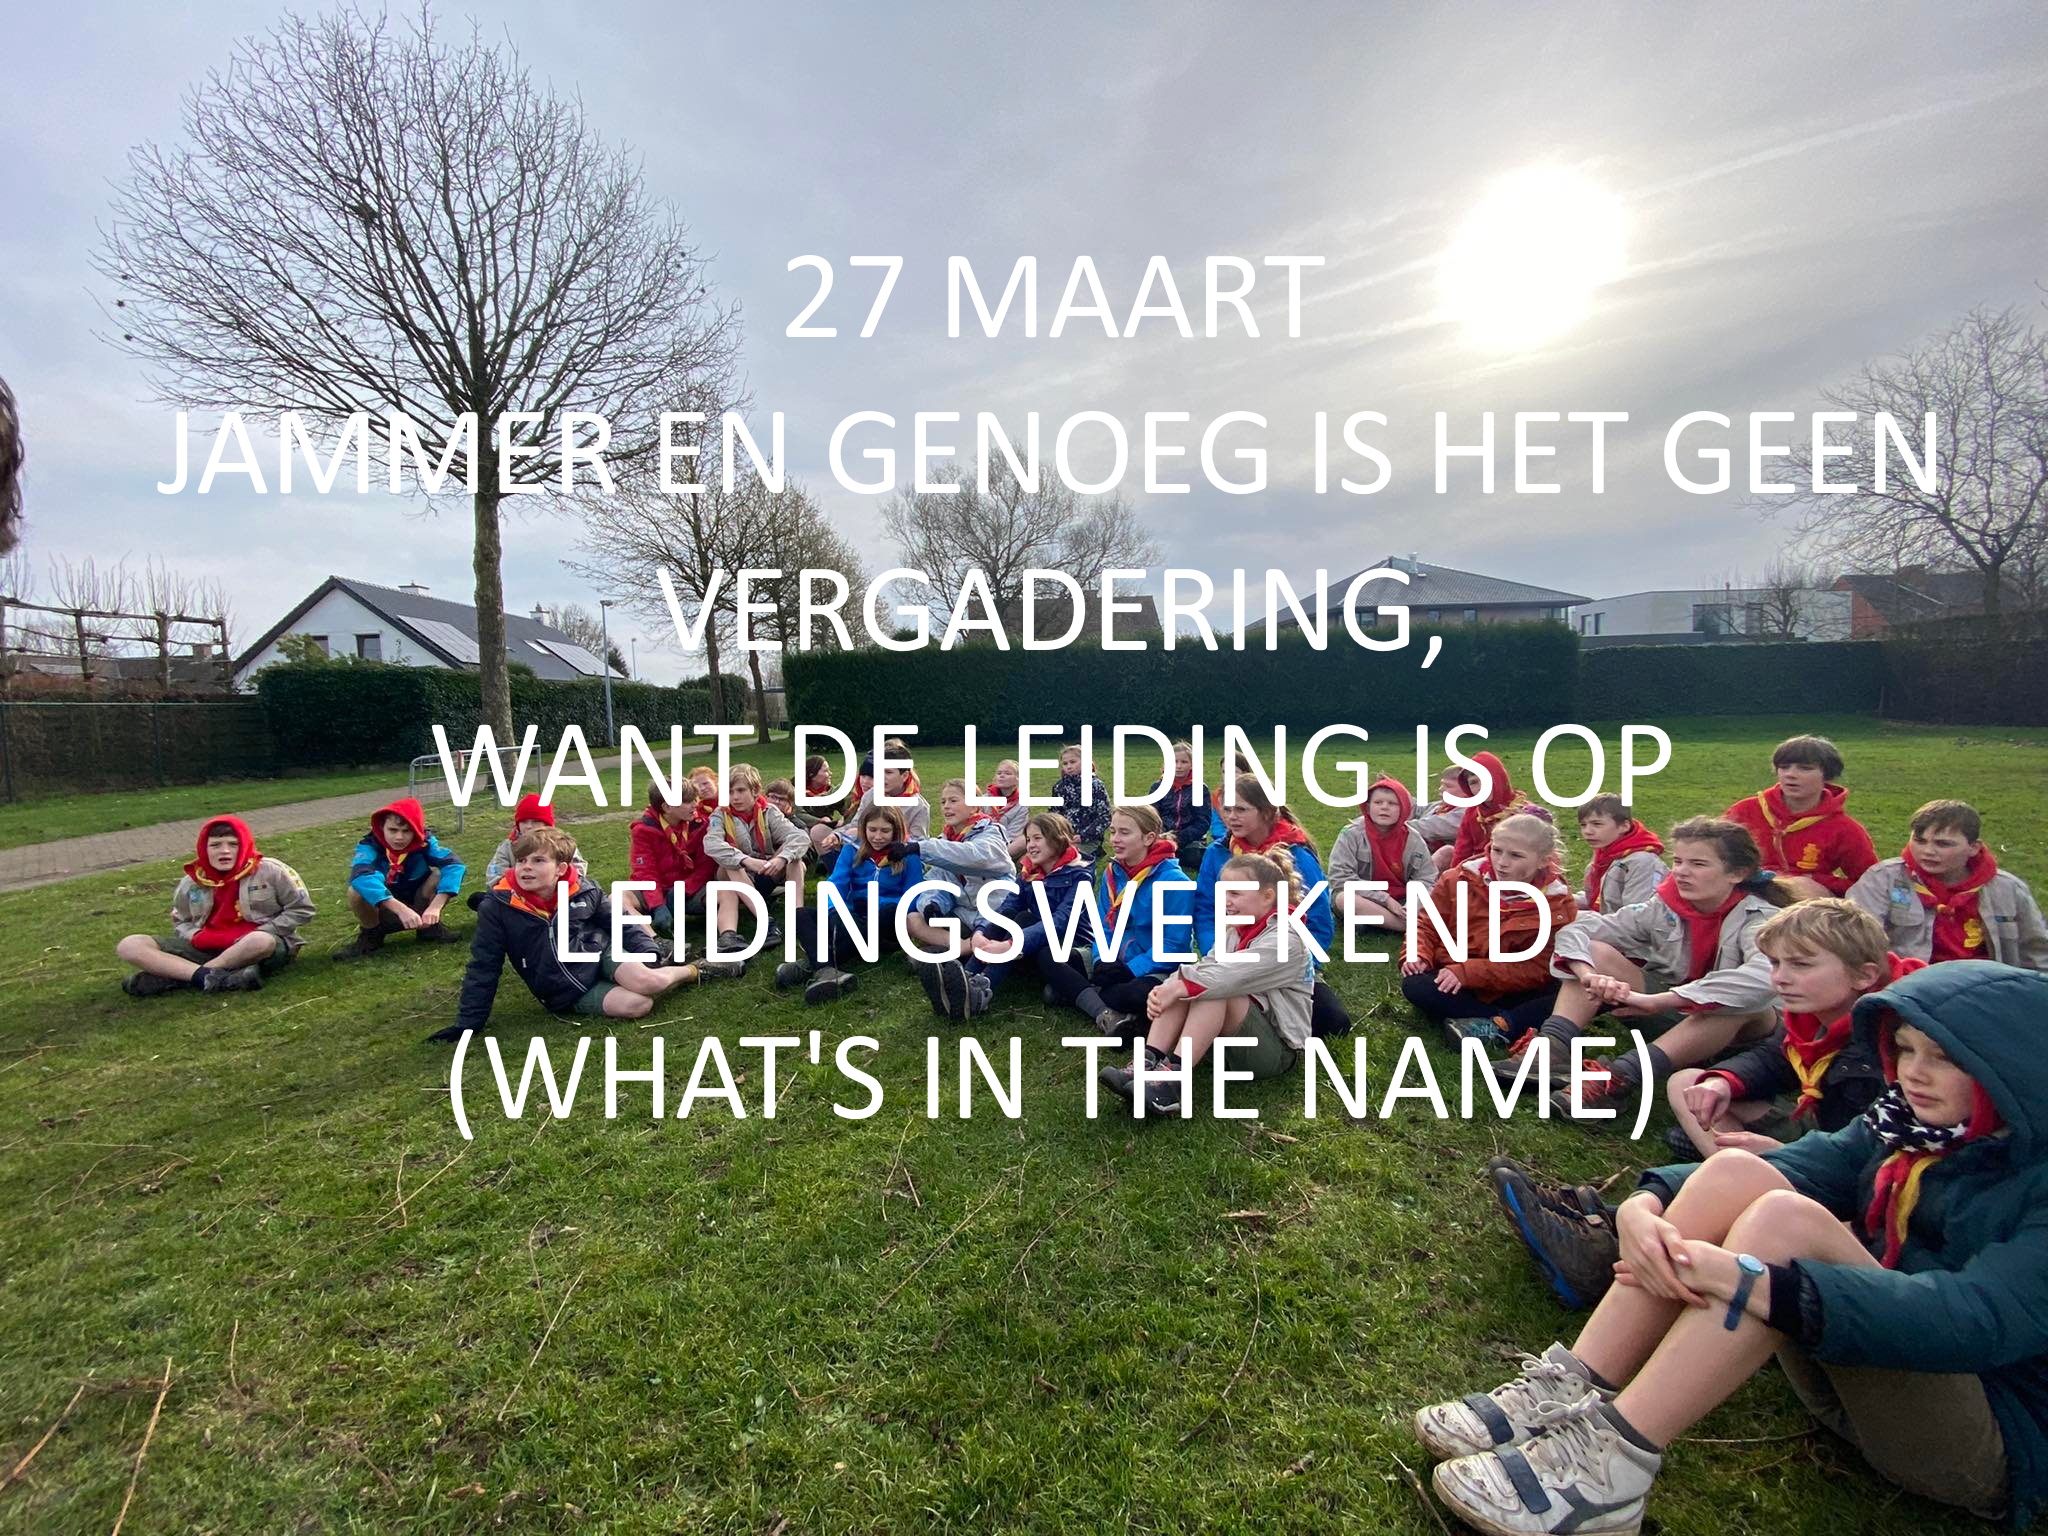 27 MAART
JAMMER EN GENOEG IS HET GEEN
VERGADERING,
WANT DE LEIDING IS OP
LEIDINGSWEEKEND
(WHAT'S IN THE NAME)